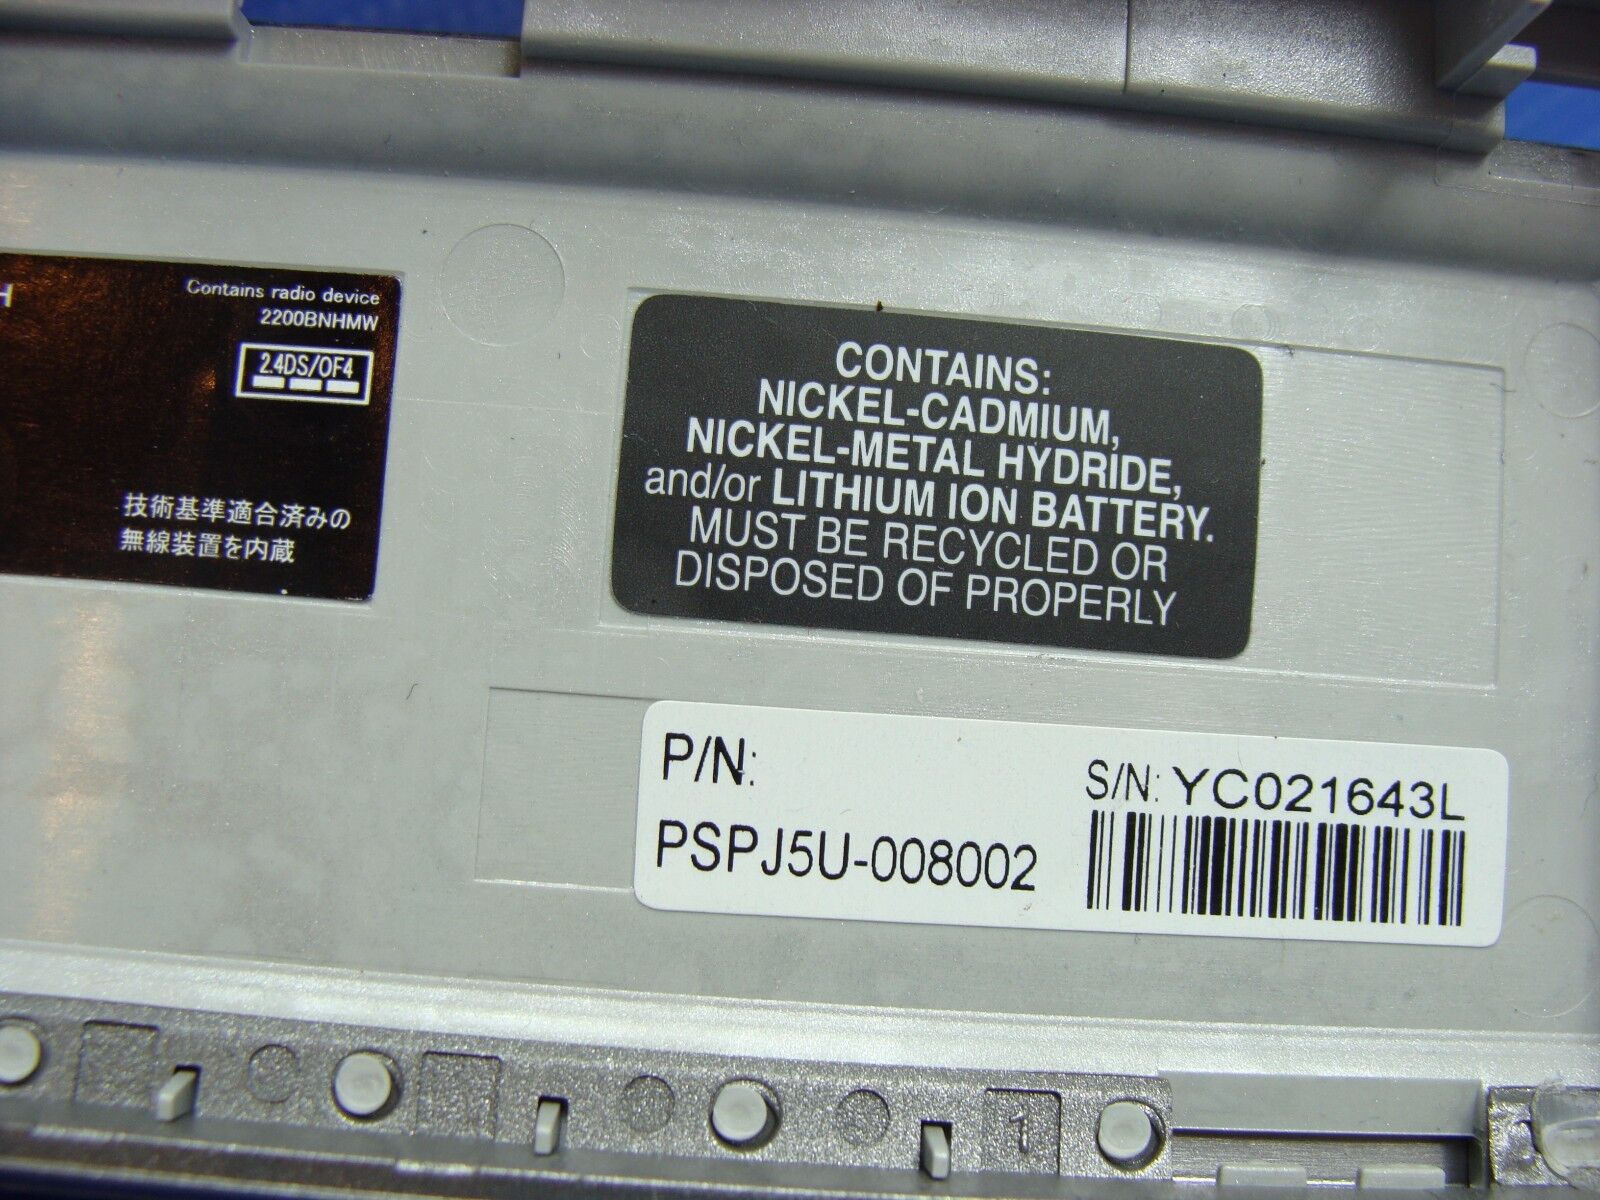 H
Contains radio device
2200BNHMW
2.4DS/OF4
技術基準適合済みの
無線装置を内蔵
CONTAINS:
NICKEL-CADMIUM,
NICKEL-METAL HYDRIDE,
and/or LITHIUM ION BATTERY.
MUST BE RECYCLED OR
DISPOSED OF PROPERLY
P/N:
PSPJ5U-008002
S/N: YC021643L
1